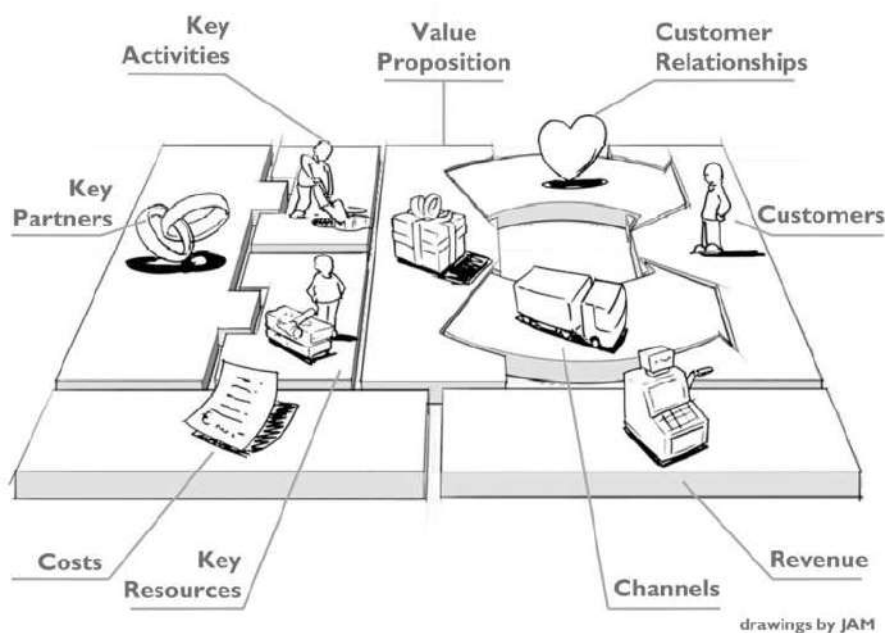 Key
Activities
Value
Proposition
Customer
Relationships
Key
Partners
Customers
Costs
Key
Resources
Channels
Revenue
drawings by JAM